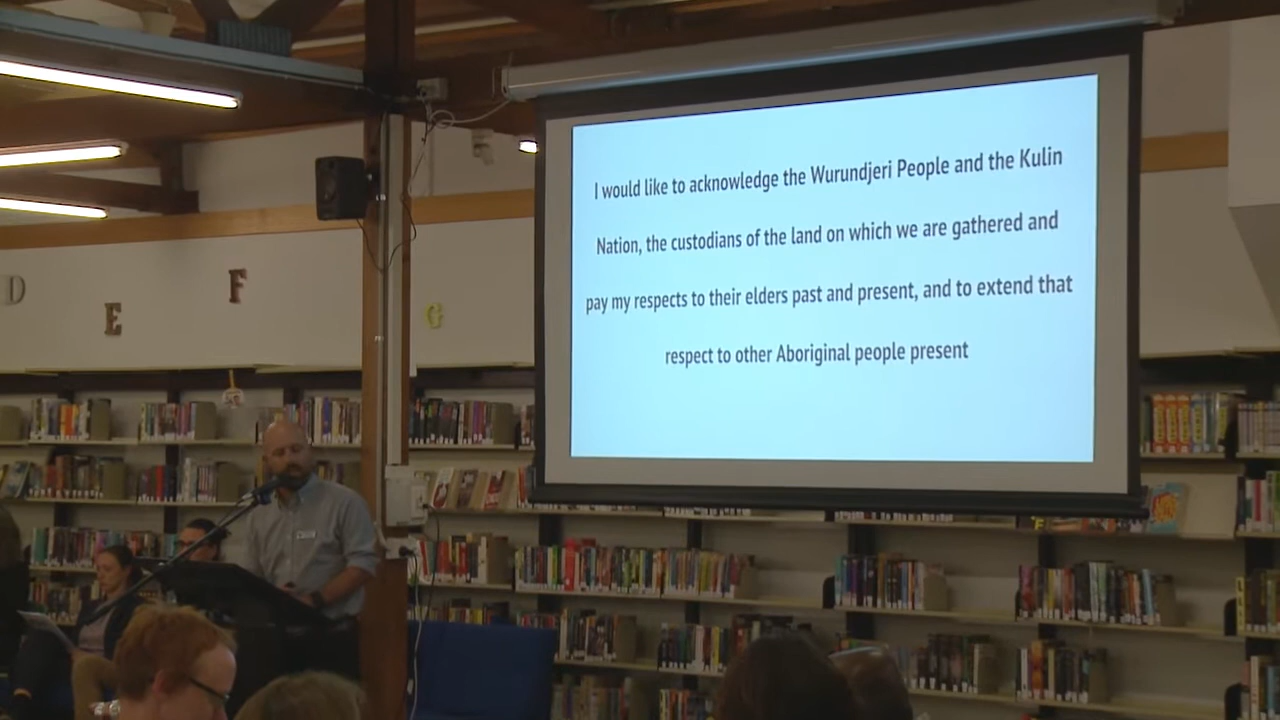 I would like to acknowledge the Wurundjeri People and the Kulin
Nation, the custodians of the land on which we are gathered and
pay my respects to their elders past and present, and to extend that
respect to other Aboriginal people present
D
E
F
G